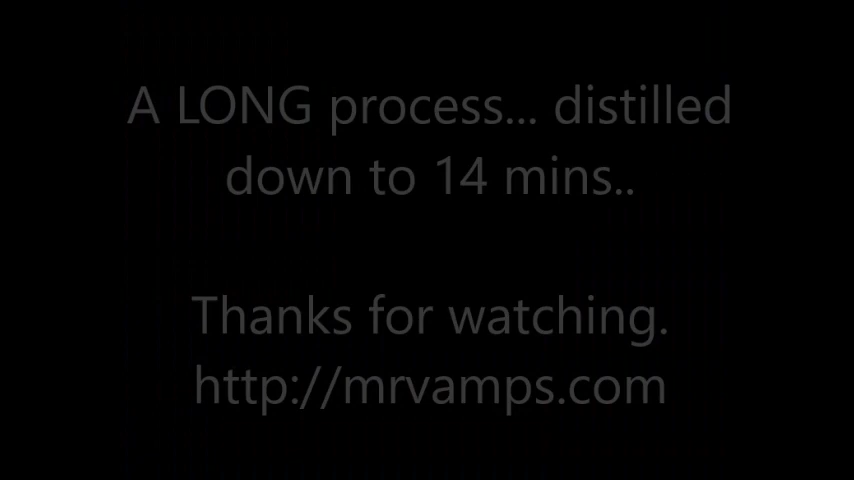 A LONG process... distilled
down to 14 mins..
Thanks for watching.
http://mrvamps.com